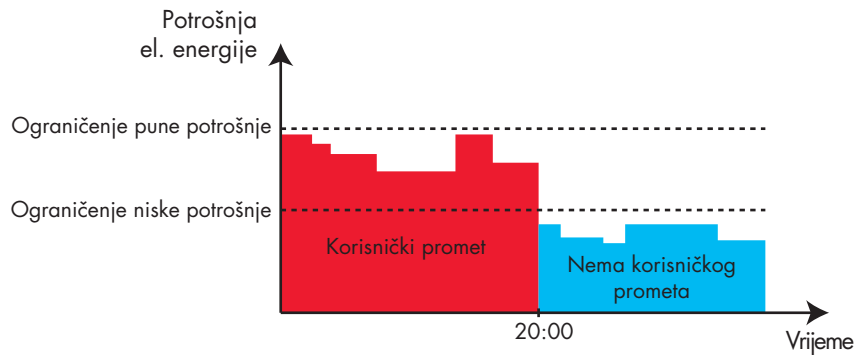 Potrošnja
el. energije
Ograničenje pune potrošnje
Ograničenje niske potrošnje
Korisnički promet
Nema korisničkog
prometa
20:00
Vrijeme